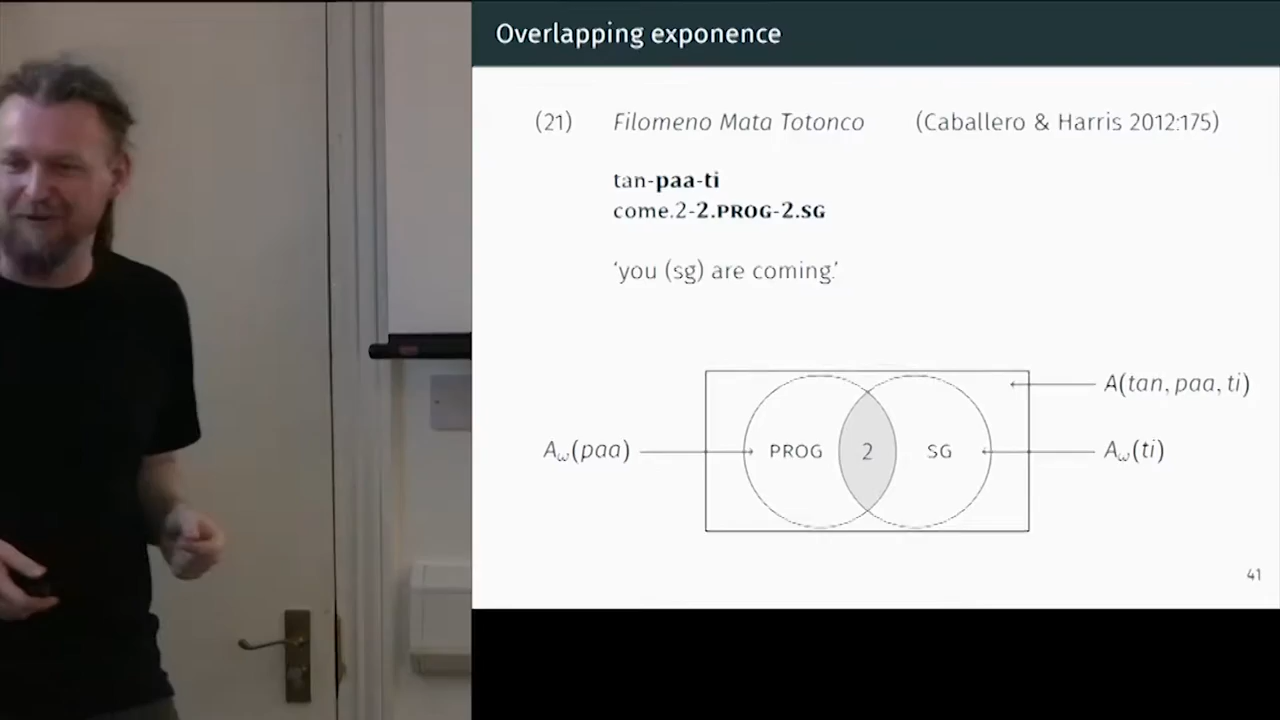 Overlapping exponence
(21) Filomeno Mata Totonco (Caballero & Harris 2012:175)
tan-paa-ti
come.2-2.PROG-2.SG
‘you (sg) are coming.’
A(tan, paa, ti)
Aω(paa) PROG 2 SG Aω(ti)
41